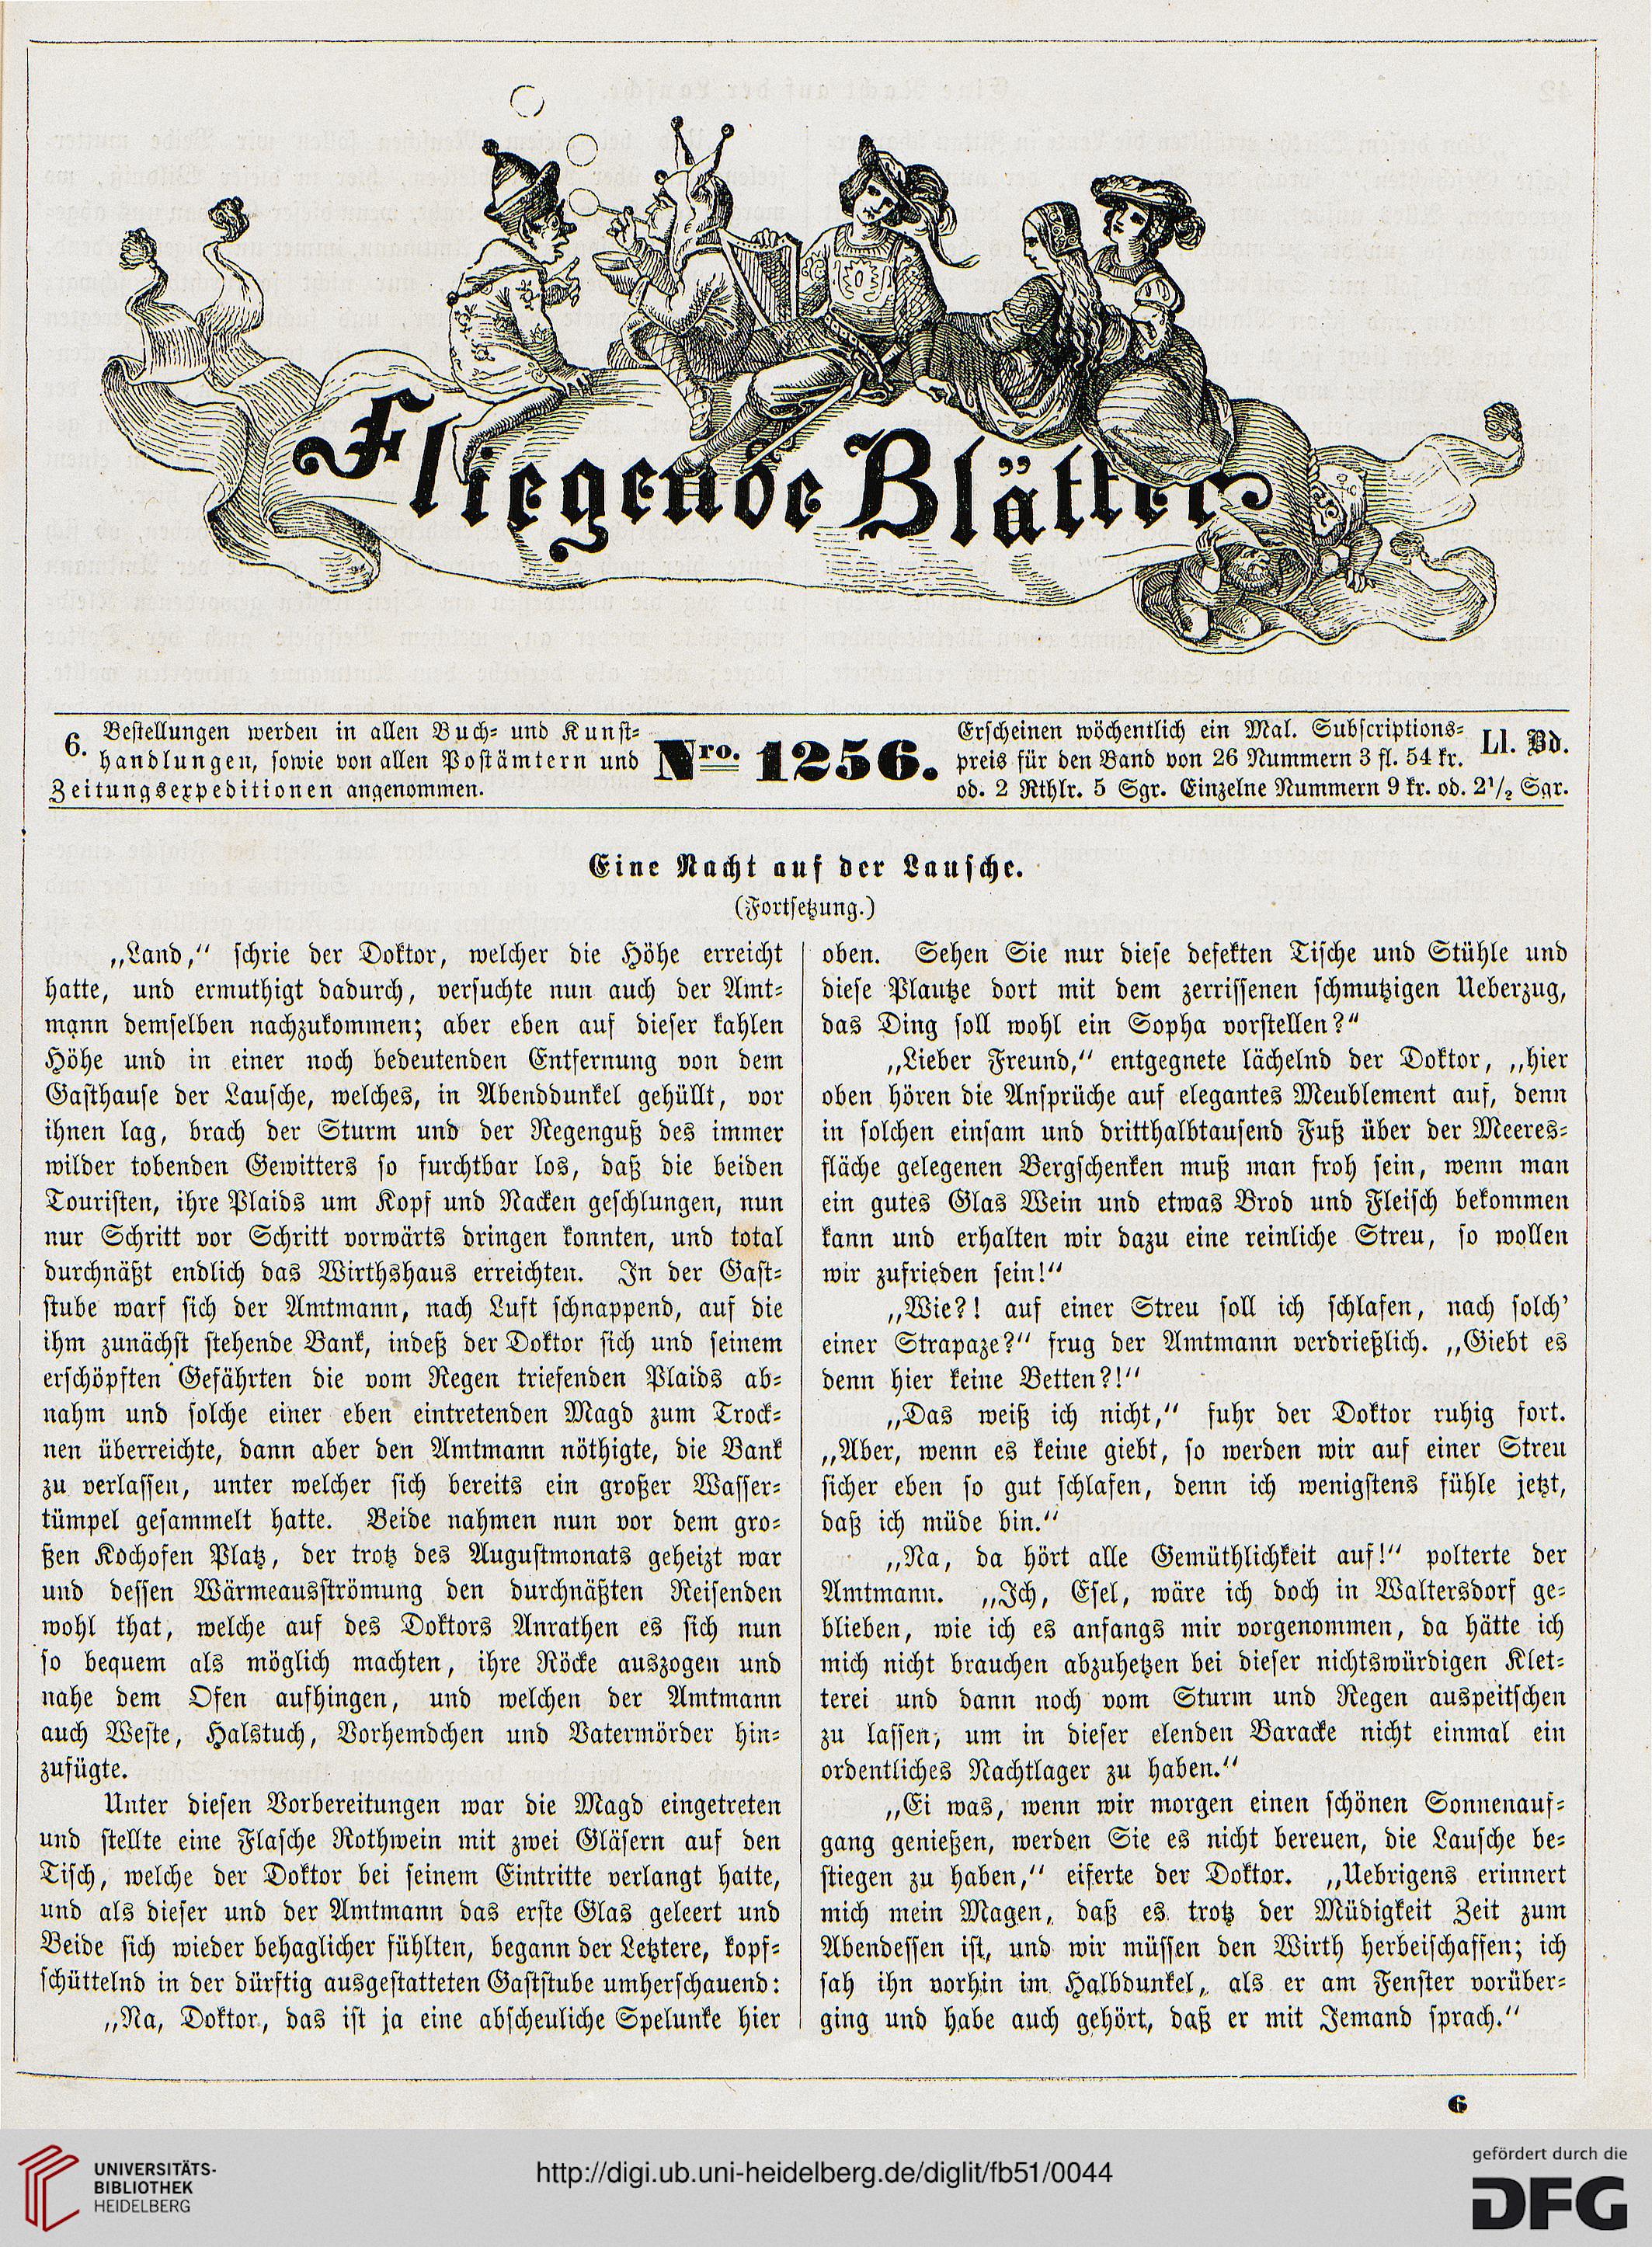 Fliegende Blätter
6. Bestellungen werden in allen Buch- und Kunst-
handlungen, sowie von allen Postämtern und
Zeitungsexpeditionen angenommen.
Nro. 1256.
Erscheinen wöchentlich ein Mal. Subscriptions-
preis für den Band von 26 Nummern 3 fl. 54 kr.
od. 2 Rthlr. 5 Sgr. Einzelne Nummern 9 kr. od. 2½ Sgr.
LI. Bd.
Eine Nacht auf der Lausche.
(Fortsetzung.)
„Land,“ schrie der Doktor, welcher die Höhe erreicht
hatte, und ermuthigt dadurch, versuchte nun auch der Amt-
mann demselben nachzukommen; aber eben auf dieser kahlen
Höhe und in einer noch bedeutenden Entfernung von dem
Gasthause der Lausche, welches, in Abenddunkel gehüllt, vor
ihnen lag, brach der Sturm und der Regenguß des immer
wilder tobenden Gewitters so furchtbar los, daß die beiden
Touristen, ihre Plaids um Kopf und Nacken geschlungen, nun
nur Schritt vor Schritt vorwärts dringen konnten, und total
durchnäßt endlich das Wirthshaus erreichten. In der Gast-
stube warf sich der Amtmann, nach Luft schnappend, auf die
ihm zunächst stehende Bank, indeß der Doktor sich und seinem
erschöpften Gefährten die vom Regen triefenden Plaids ab-
nahm und solche einer eben eintretenden Magd zum Trock-
nen überreichte, dann aber den Amtmann nöthigte, die Bank
zu verlassen, unter welcher sich bereits ein großer Wasser-
tümpel gesammelt hatte. Beide nahmen nun vor dem gro-
ßen Kochofen Platz, der trotz des Augustmonats geheizt war
und dessen Wärmeausströmung den durchnäßten Reisenden
wohl that, welche auf des Doktors Anrathen es sich nun
so bequem als möglich machten, ihre Röcke auszogen und
nahe dem Ofen aufhingen, und welchen der Amtmann
auch Weste, Halstuch, Vorhemdchen und Vatermörder hin-
zufügte.
Unter diesen Vorbereitungen war die Magd eingetreten
und stellte eine Flasche Rothwein mit zwei Gläsern auf den
Tisch, welche der Doktor bei seinem Eintritte verlangt hatte,
und als dieser und der Amtmann das erste Glas geleert und
Beide sich wieder behaglicher fühlten, begann der Letztere, kopf-
schüttelnd in der dürftig ausgestatteten Gaststube umherschauend:
„Na, Doktor, das ist ja eine abscheuliche Spelunke hier
oben. Sehen Sie nur diese defekten Tische und Stühle und
diese Plautze dort mit dem zerrissenen schmutzigen Ueberzug,
das Ding soll wohl ein Sopha vorstellen?“
„Lieber Freund,“ entgegnete lächelnd der Doktor, „hier
oben hören die Ansprüche auf elegantes Meublement auf, denn
in solchen einsam und dritthalbtausend Fuß über der Meeres-
fläche gelegenen Bergschenken muß man froh sein, wenn man
ein gutes Glas Wein und etwas Brod und Fleisch bekommen
kann und erhalten wir dazu eine reinliche Streu, so wollen
wir zufrieden sein!“
„Wie?! auf einer Streu soll ich schlafen, nach solch'
einer Strapaze?“ frug der Amtmann verdrießlich. „Giebt es
denn hier keine Betten?!“
„Das weiß ich nicht,“ fuhr der Doktor ruhig fort.
„Aber, wenn es keine giebt, so werden wir auf einer Streu
sicher eben so gut schlafen, denn ich wenigstens fühle jetzt,
daß ich müde bin.“
„Na, da hört alle Gemüthlichkeit auf!“ polterte der
Amtmann. „Ich, Esel, wäre ich doch in Waltersdorf ge-
blieben, wie ich es anfangs mir vorgenommen, da hätte ich
mich nicht brauchen abzuhetzen bei dieser nichtswürdigen Klet-
terei und dann noch vom Sturm und Regen auspeitschen
zu lassen, um in dieser elenden Baracke nicht einmal ein
ordentliches Nachtlager zu haben.“
„Ei was, wenn wir morgen einen schönen Sonnenauf-
gang genießen, werden Sie es nicht bereuen, die Lausche be-
stiegen zu haben,“ eiferte der Doktor. „Uebrigens erinnert
mich mein Magen, daß es trotz der Müdigkeit Zeit zum
Abendessen ist, und wir müssen den Wirth herbeischaffen; ich
sah ihn vorhin im Halbdunkel, als er am Fenster vorüber-
ging und habe auch gehört, daß er mit Jemand sprach.“
6
UNIVERSITÄTS-
BIBLIOTHEK
HEIDELBERG
http://digi.ub.uni-heidelberg.de/diglit/fb51/0044
gefördert durch die
DFG